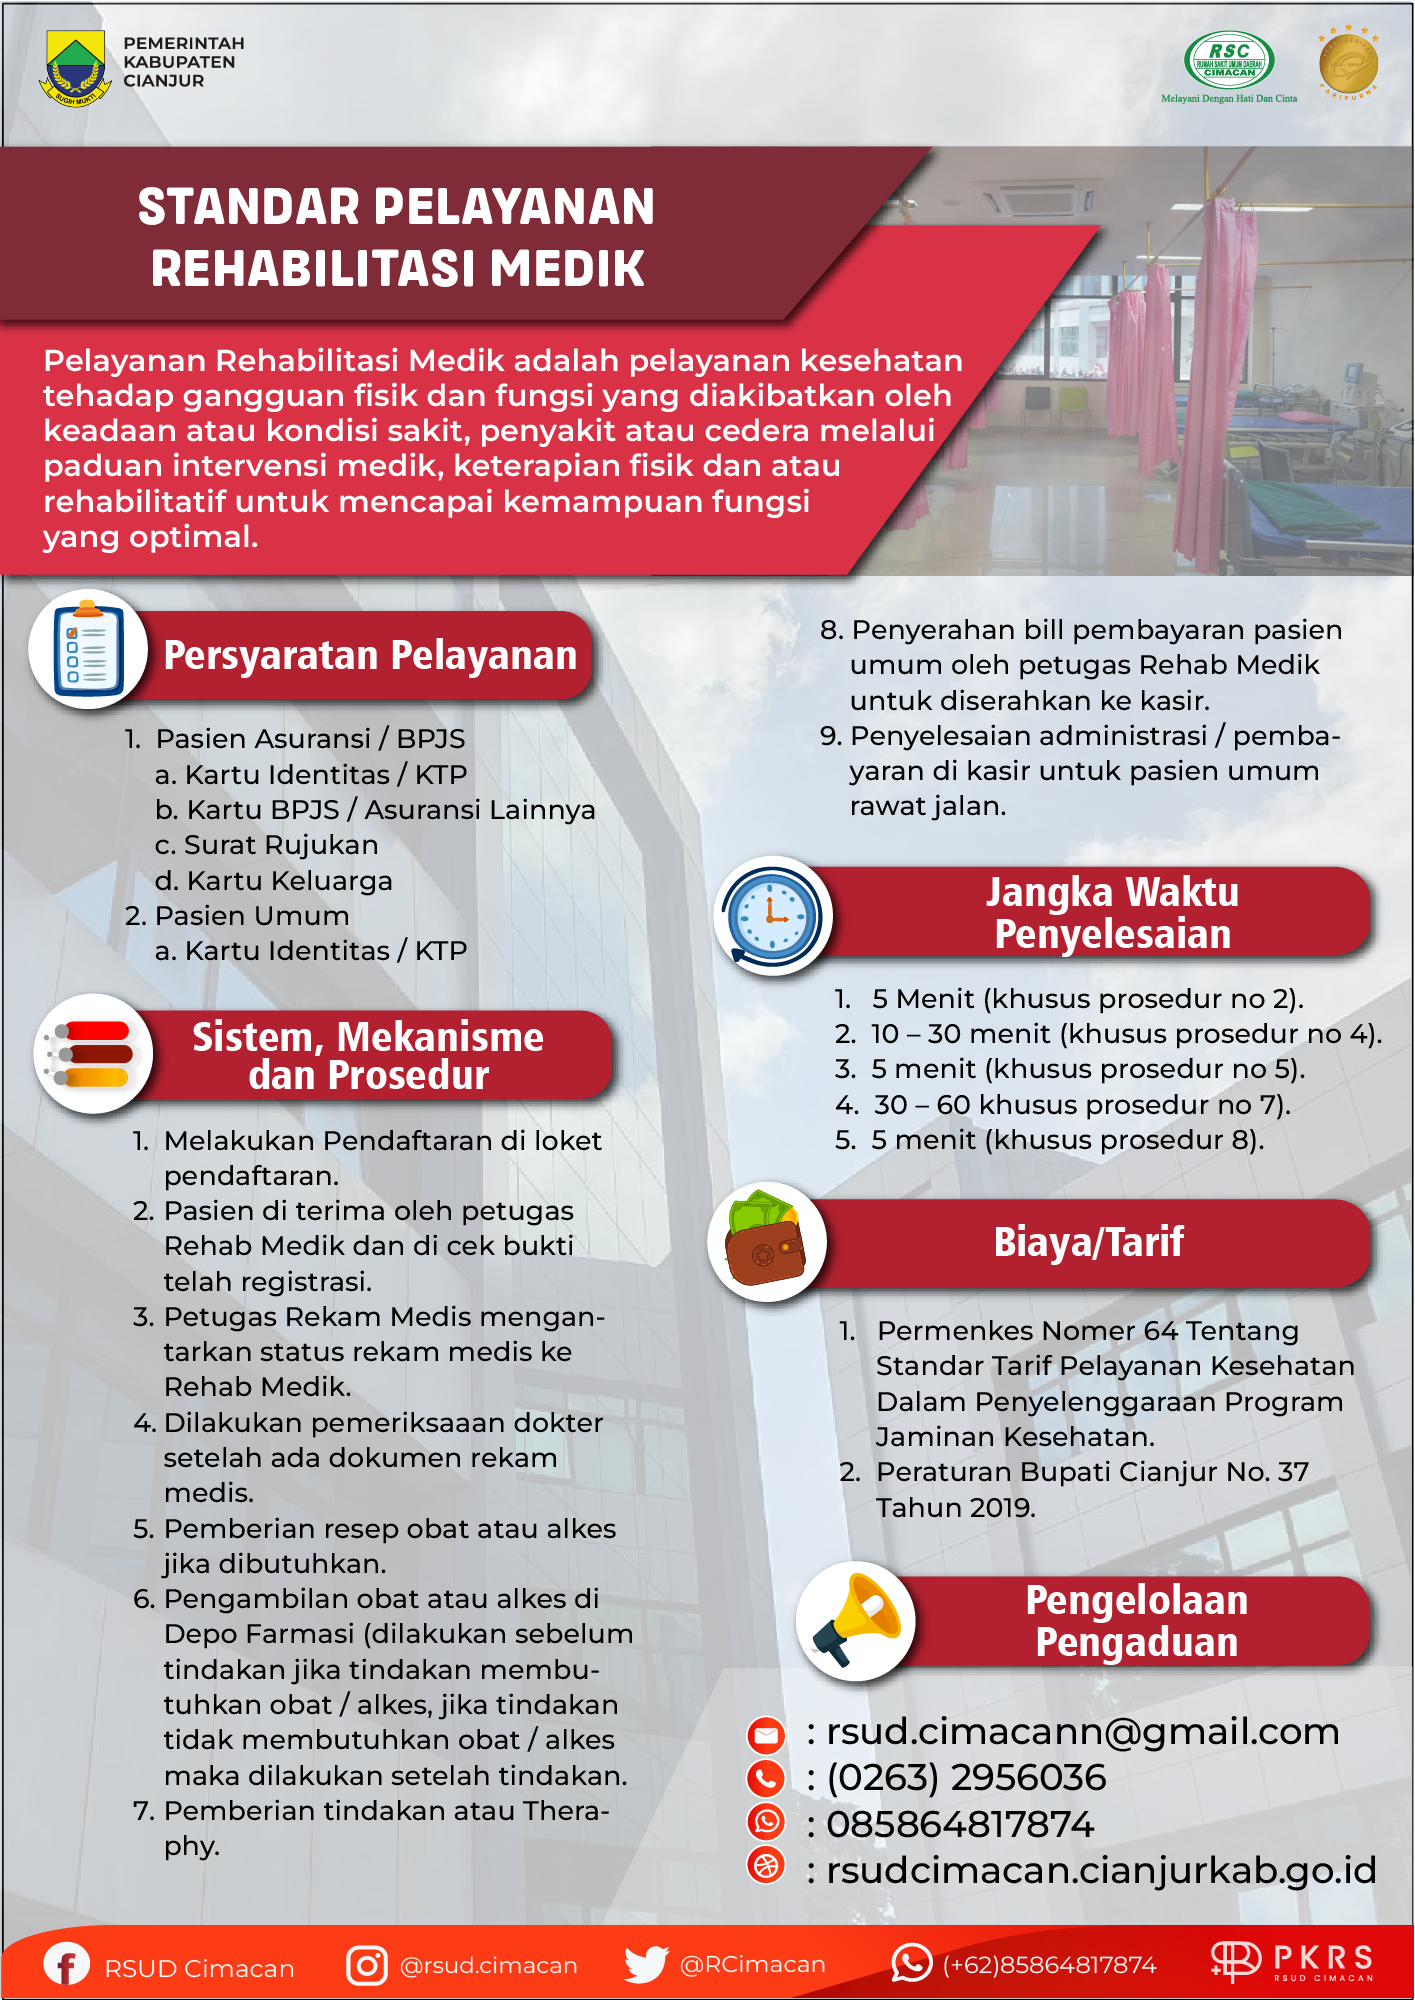 PEMERINTAH
KABUPATEN
CIANJUR
SUGIH MUKTI
RSC
RUMAH SAKIT UMUM DAERAH
CIMACAN
Melayani Dengan Hati Dan Cinta
PARIPURNA
STANDAR PELAYANAN
REHABILITASI MEDIK
Pelayanan Rehabilitasi Medik adalah pelayanan kesehatan
tehadap gangguan fisik dan fungsi yang diakibatkan oleh
keadaan atau kondisi sakit, penyakit atau cedera melalui
paduan intervensi medik, keterapian fisik dan atau
rehabilitatif untuk mencapai kemampuan fungsi
yang optimal.
Persyaratan Pelayanan
1. Pasien Asuransi / BPJS
a. Kartu Identitas / KTP
b. Kartu BPJS / Asuransi Lainnya
c. Surat Rujukan
d. Kartu Keluarga
2. Pasien Umum
a. Kartu Identitas / KTP
Sistem, Mekanisme
dan Prosedur
1. Melakukan Pendaftaran di loket
pendaftaran.
2. Pasien di terima oleh petugas
Rehab Medik dan di cek bukti
telah registrasi.
3. Petugas Rekam Medis mengan-
tarkan status rekam medis ke
Rehab Medik.
4. Dilakukan pemeriksaaan dokter
setelah ada dokumen rekam
medis.
5. Pemberian resep obat atau alkes
jika dibutuhkan.
6. Pengambilan obat atau alkes di
Depo Farmasi (dilakukan sebelum
tindakan jika tindakan membu-
tuhkan obat / alkes, jika tindakan
tidak membutuhkan obat / alkes
maka dilakukan setelah tindakan.
7. Pemberian tindakan atau Thera-
phy.
8. Penyerahan bill pembayaran pasien
umum oleh petugas Rehab Medik
untuk diserahkan ke kasir.
9. Penyelesaian administrasi / pemba-
yaran di kasir untuk pasien umum
rawat jalan.
Jangka Waktu
Penyelesaian
1. 5 Menit (khusus prosedur no 2).
2. 10 – 30 menit (khusus prosedur no 4).
3. 5 menit (khusus prosedur no 5).
4. 30 – 60 khusus prosedur no 7).
5. 5 menit (khusus prosedur 8).
Biaya/Tarif
1. Permenkes Nomer 64 Tentang
Standar Tarif Pelayanan Kesehatan
Dalam Penyelenggaraan Program
Jaminan Kesehatan.
2. Peraturan Bupati Cianjur No. 37
Tahun 2019.
Pengelolaan
Pengaduan
: rsud.cimacann@gmail.com
: (0263) 2956036
: 085864817874
: rsudcimacan.cianjurkab.go.id
RSUD Cimacan
@rsud.cimacan
@RCimacan
(+62)85864817874
PKRS
RSUD CIMACAN